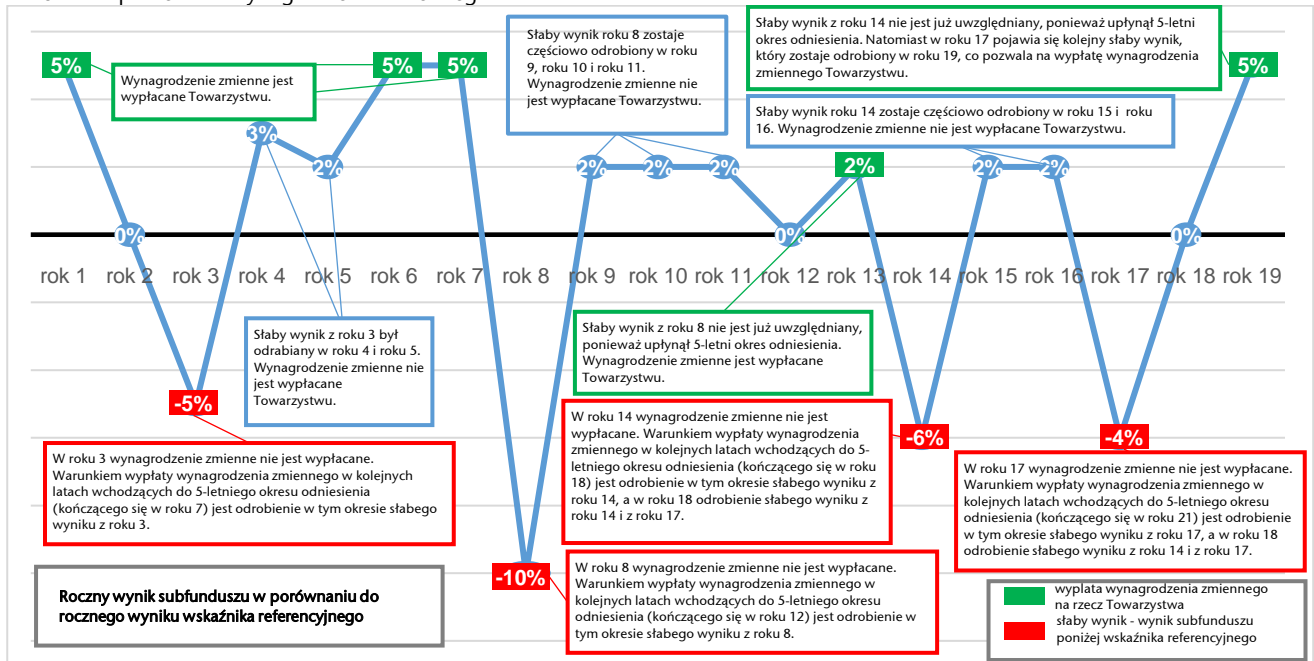 Słaby wynik roku 8 zostaje
częściowo odrobiony w roku
9, roku 10 i roku 11.
Wynagrodzenie zmienne nie
jest wypłacane Towarzystwu.
Słaby wynik z roku 14 nie jest już uwzględniany, ponieważ upłynął 5-letni
okres odniesienia. Natomiast w roku 17 pojawia się kolejny słaby wynik,
który zostaje odrobiony w roku 19, co pozwala na wypłatę wynagrodzenia
zmiennego Towarzystwu.
Wynagrodzenie zmienne jest
wypłacane Towarzystwu.
Słaby wynik roku 14 zostaje częściowo odrobiony w roku 15 i roku
16. Wynagrodzenie zmienne nie jest wypłacane Towarzystwu.
5%
0%
-5%
3%
2%
5%
5%
-10%
2%
2%
2%
0%
2%
-6%
2%
2%
-4%
0%
5%
rok 1 rok 2 rok 3 rok 4 rok 5 rok 6 rok 7 rok 8 rok 9 rok 10 rok 11 rok 12 rok 13 rok 14 rok 15 rok 16 rok 17 rok 18 rok 19
Słaby wynik z roku 3 był
odrabiany w roku 4 i roku 5.
Wynagrodzenie zmienne nie
jest wypłacane
Towarzystwu.
Słaby wynik z roku 8 nie jest już uwzględniany,
ponieważ upłynął 5-letni okres odniesienia.
Wynagrodzenie zmienne jest wypłacane
Towarzystwu.
W roku 3 wynagrodzenie zmienne nie jest wypłacane.
Warunkiem wypłaty wynagrodzenia zmiennego w kolejnych
latach wchodzących do 5-letniego okresu odniesienia
(kończącego się w roku 7) jest odrobienie w tym okresie słabego
wyniku z roku 3.
W roku 14 wynagrodzenie zmienne nie jest
wypłacane. Warunkiem wypłaty wynagrodzenia
zmiennego w kolejnych latach wchodzących do 5-
letniego okresu odniesienia (kończącego się w roku
18) jest odrobienie w tym okresie słabego wyniku z
roku 14, a w roku 18 odrobienie słabego wyniku z
roku 14 i z roku 17.
W roku 17 wynagrodzenie zmienne nie jest wypłacane.
Warunkiem wypłaty wynagrodzenia zmiennego w
kolejnych latach wchodzących do 5-letniego okresu
odniesienia (kończącego się w roku 21) jest odrobienie
w tym okresie słabego wyniku z roku 17, a w roku 18
odrobienie słabego wyniku z roku 14 i z roku 17.
W roku 8 wynagrodzenie zmienne nie jest wypłacane.
Warunkiem wypłaty wynagrodzenia zmiennego w
kolejnych latach wchodzących do 5-letniego okresu
odniesienia (kończącego się w roku 12) jest odrobienie w
tym okresie słabego wyniku z roku 8.
Roczny wynik subfunduszu w porównaniu do
rocznego wyniku wskaźnika referencyjnego
wypłata wynagrodzenia zmiennego
na rzecz Towarzystwa
słaby wynik - wynik subfunduszu
poniżej wskaźnika referencyjnego